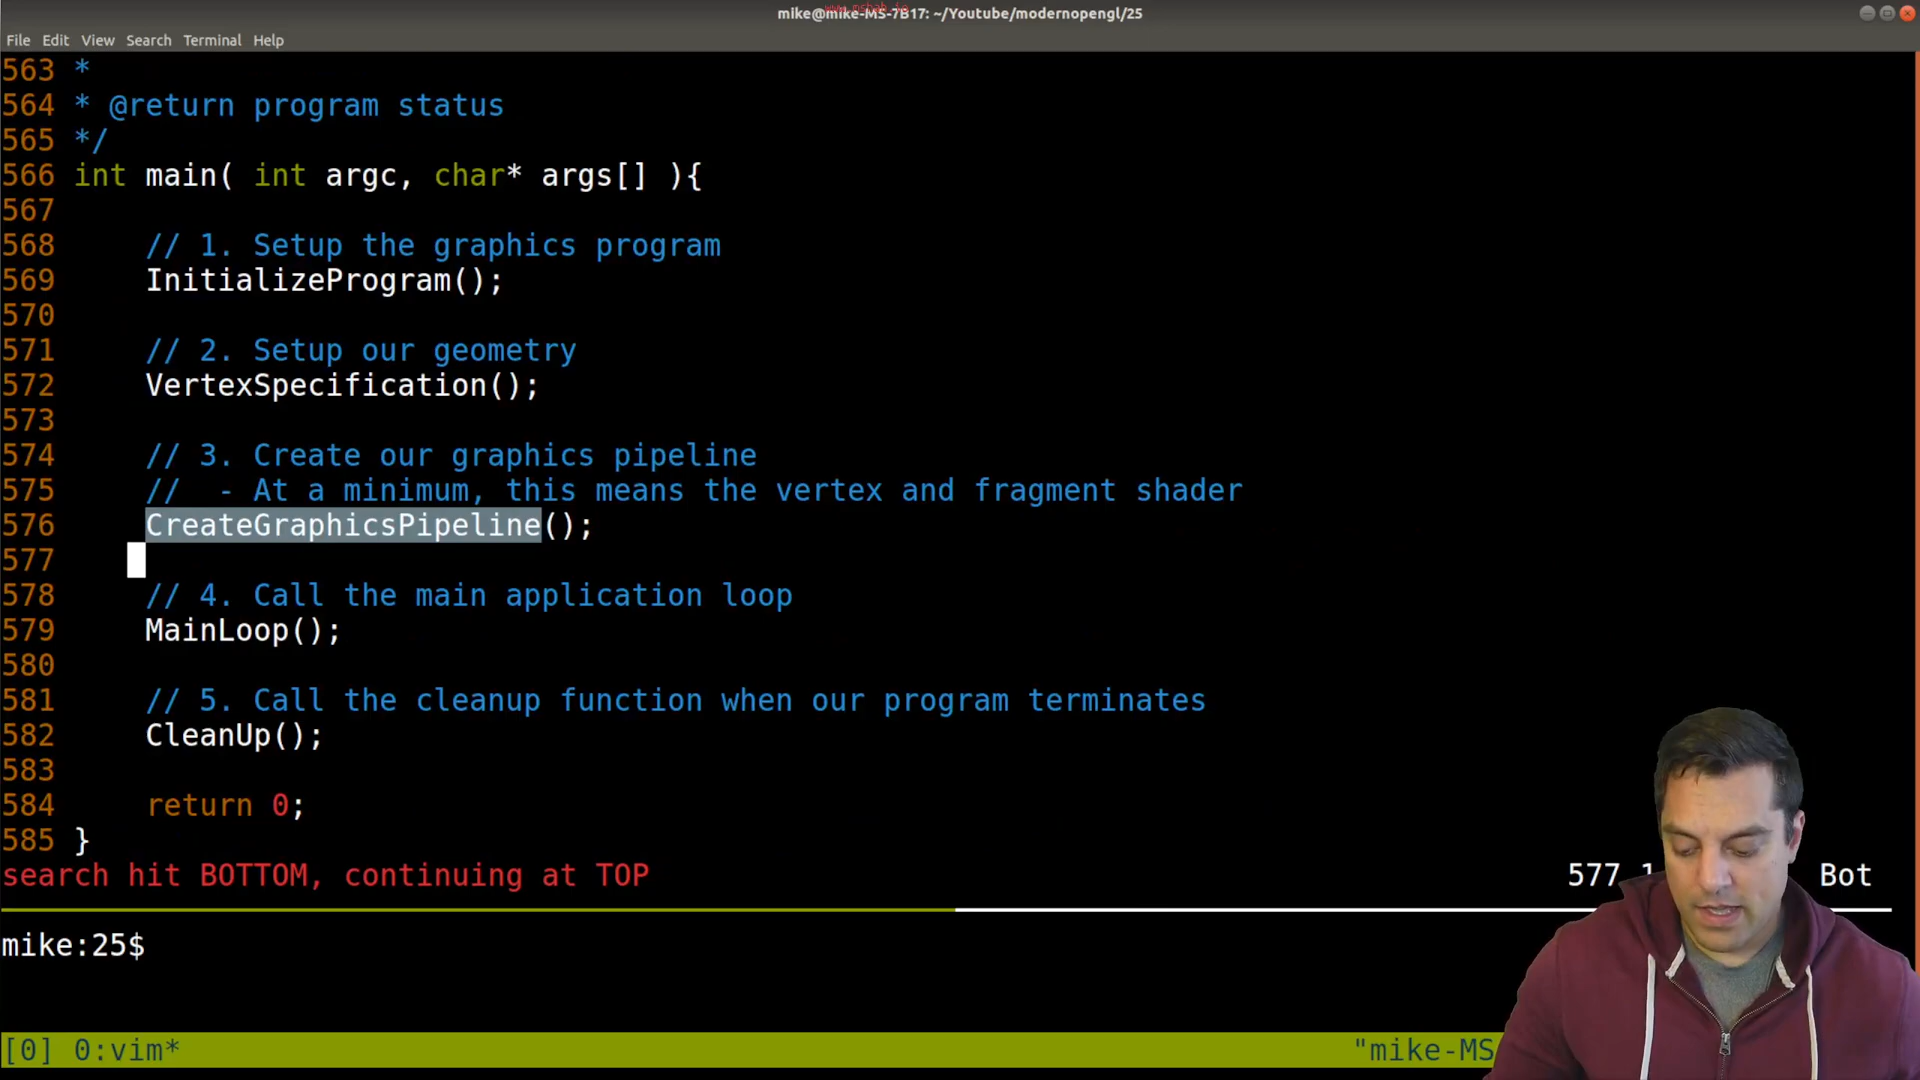 mike@mike-MS-7B17: ~/Youtube/modernopengl/25
File Edit View Search Terminal Help
563 *
564 * @return program status
565 */
566 int main( int argc, char* args[] ){
567
568 // 1. Setup the graphics program
569 InitializeProgram();
570
571 // 2. Setup our geometry
572 VertexSpecification();
573
574 // 3. Create our graphics pipeline
575 //  - At a minimum, this means the vertex and fragment shader
576 CreateGraphicsPipeline();
577
578 // 4. Call the main application loop
579 MainLoop();
580
581 // 5. Call the cleanup function when our program terminates
582 CleanUp();
583
584 return 0;
585 }
search hit BOTTOM, continuing at TOP 577 Bot
mike:25$
[0] 0:vim* "mike-MS